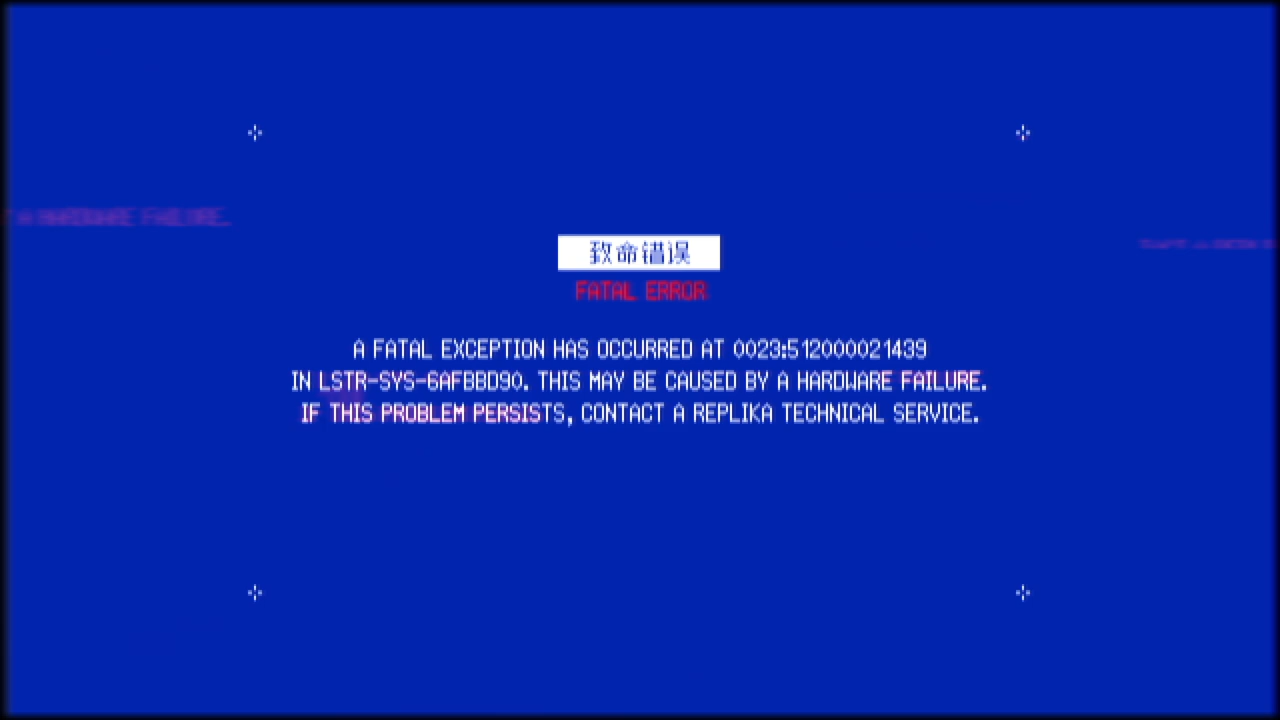 致命错误
FATAL ERROR
A FATAL EXCEPTION HAS OCCURRED AT 0023:512000021439
IN LSTR-SYS-6AFBBD90. THIS MAY BE CAUSED BY A HARDWARE FAILURE.
IF THIS PROBLEM PERSISTS, CONTACT A REPLIKA TECHNICAL SERVICE.